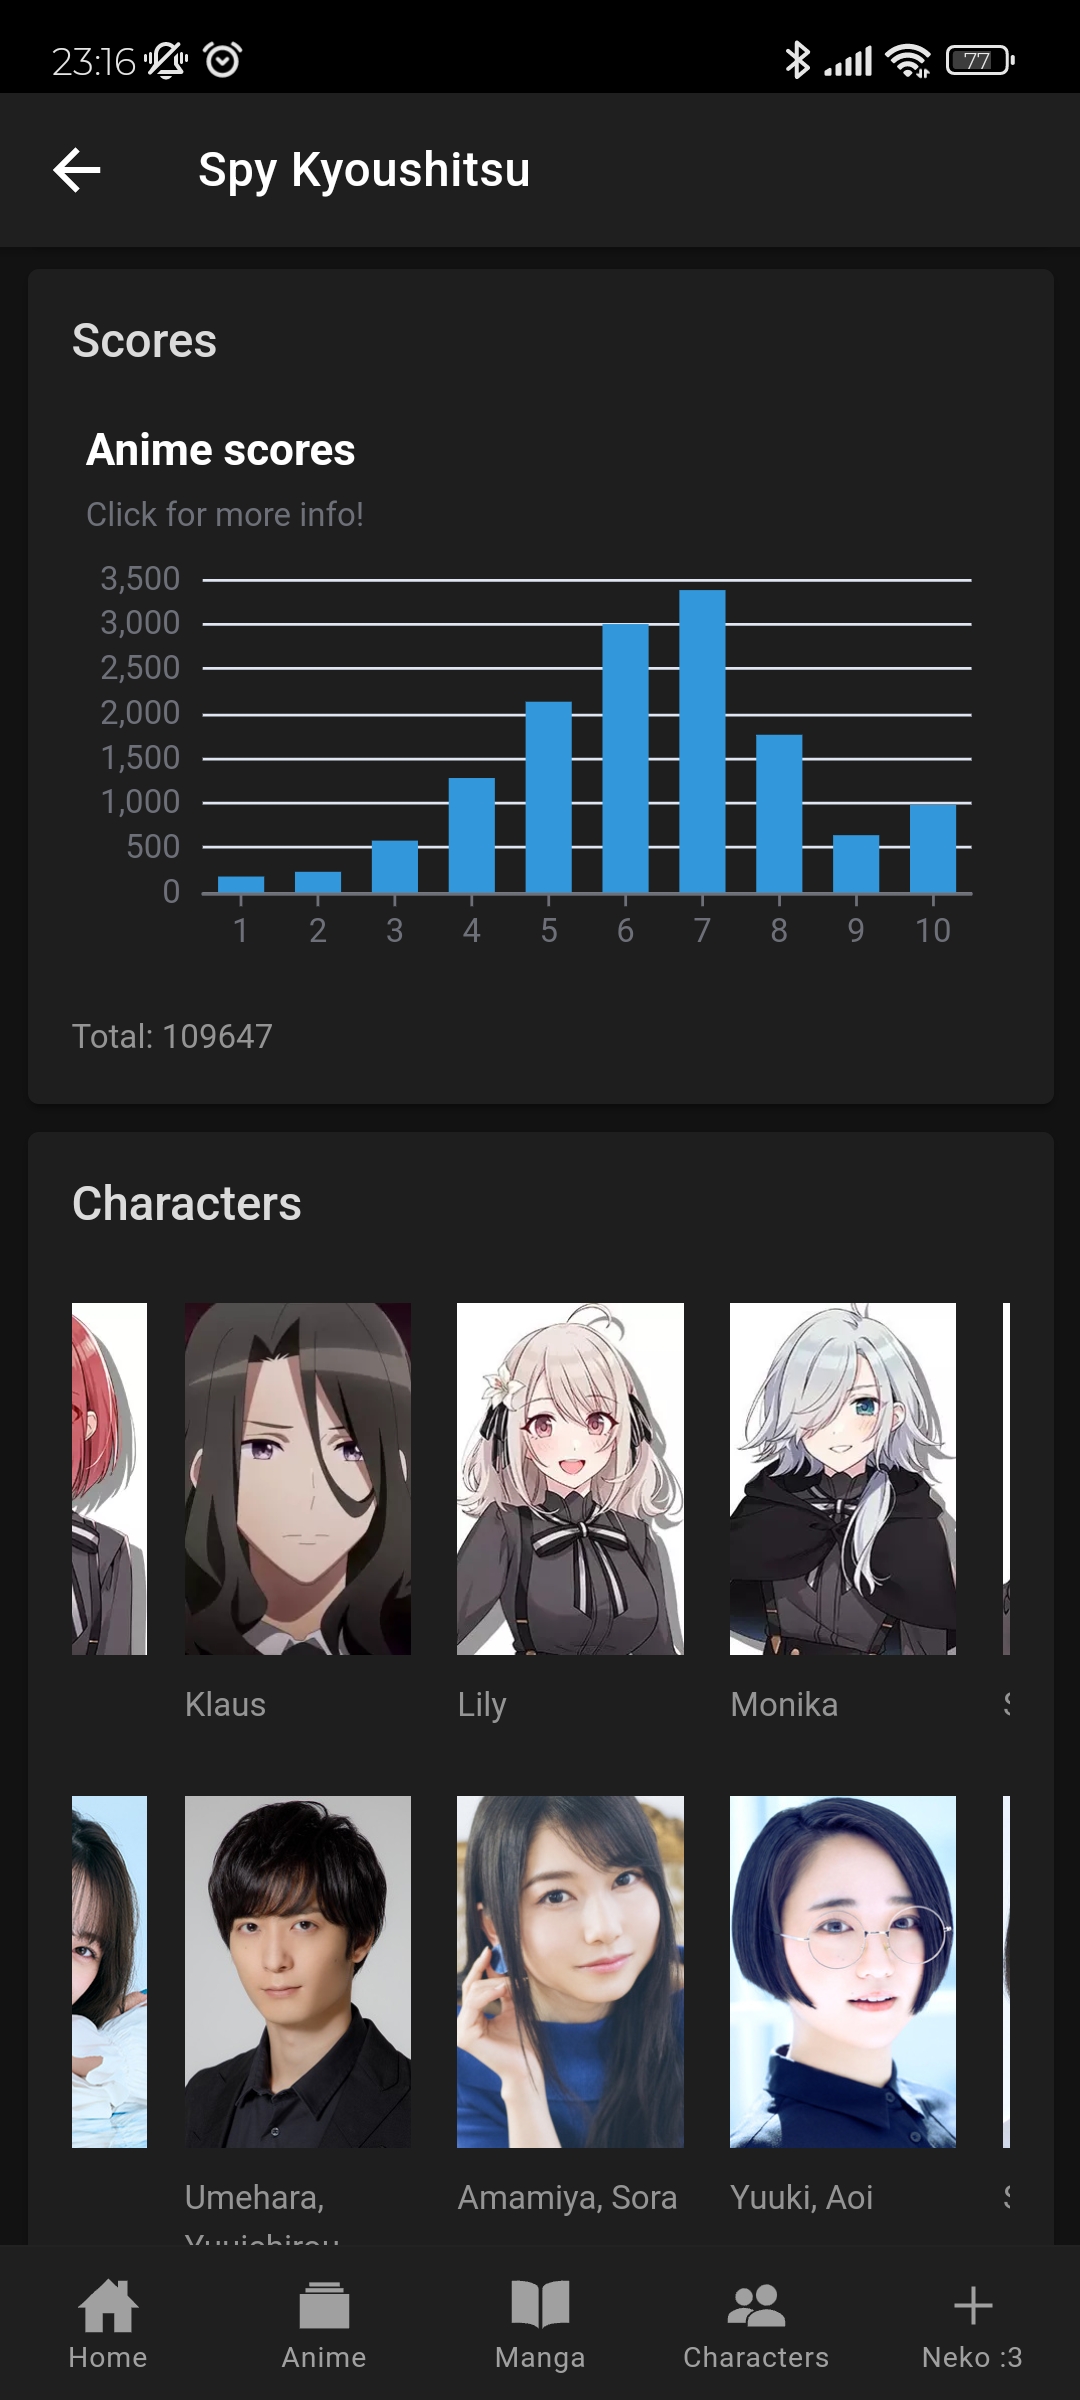 23:16
77
Spy Kyoushitsu
Scores
Anime scores
Click for more info!
3,500
3,000
2,500
2,000
1,500
1,000
500
0
1 2 3 4 5 6 7 8 9 10
Total: 109647
Characters
Klaus Lily Monika
Umehara, Amamiya, Sora Yuuki, Aoi
Yuuichirou
Home Anime Manga Characters Neko :3